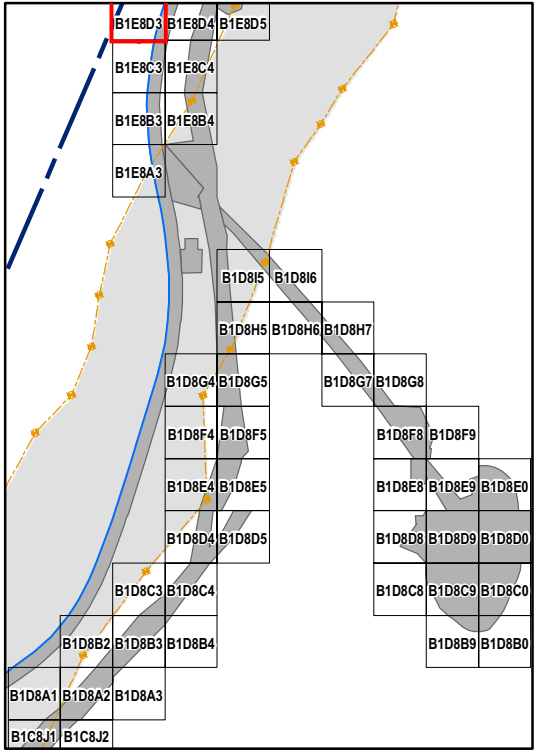 B1E8D3 B1E8D4 B1E8D5
B1E8C3 B1E8C4
B1E8B3 B1E8B4
B1E8A3
B1D8I5 B1D8I6
B1D8H5 B1D8H6 B1D8H7
B1D8G4 B1D8G5 B1D8G7 B1D8G8
B1D8F4 B1D8F5 B1D8F8 B1D8F9
B1D8E4 B1D8E5 B1D8E8 B1D8E9 B1D8E0
B1D8D4 B1D8D5 B1D8D8 B1D8D9 B1D8D0
B1D8C3 B1D8C4 B1D8C8 B1D8C9 B1D8C0
B1D8B2 B1D8B3 B1D8B4 B1D8B9 B1D8B0
B1D8A1 B1D8A2 B1D8A3
B1C8J1 B1C8J2